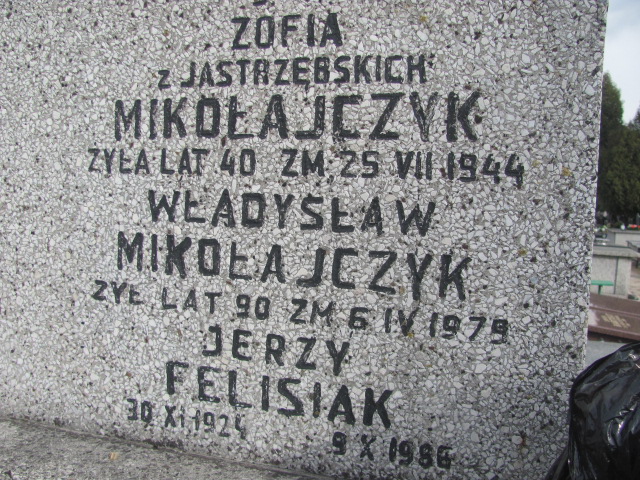 ZOFIA
z JASTRZĘBSKICH
MIKOŁAJCZYK
ŻYŁA LAT 40 ZM. 25 VII 1944
WŁADYSŁAW
MIKOŁAJCZYK
ŻYŁ LAT 90 ZM 6 IV 1979
JERZY
FELISIAK
30 XI 1924 9 X 1986